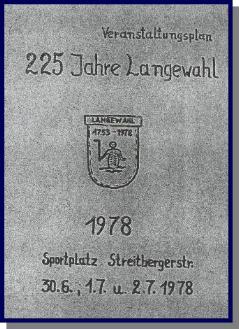 Veranstaltungsplan
225 Jahre Langewahl
LANGEWAHL
1753-1978
1978
Sportplatz Streitbergerstr.
30.6., 1.7. u. 2.7.1978